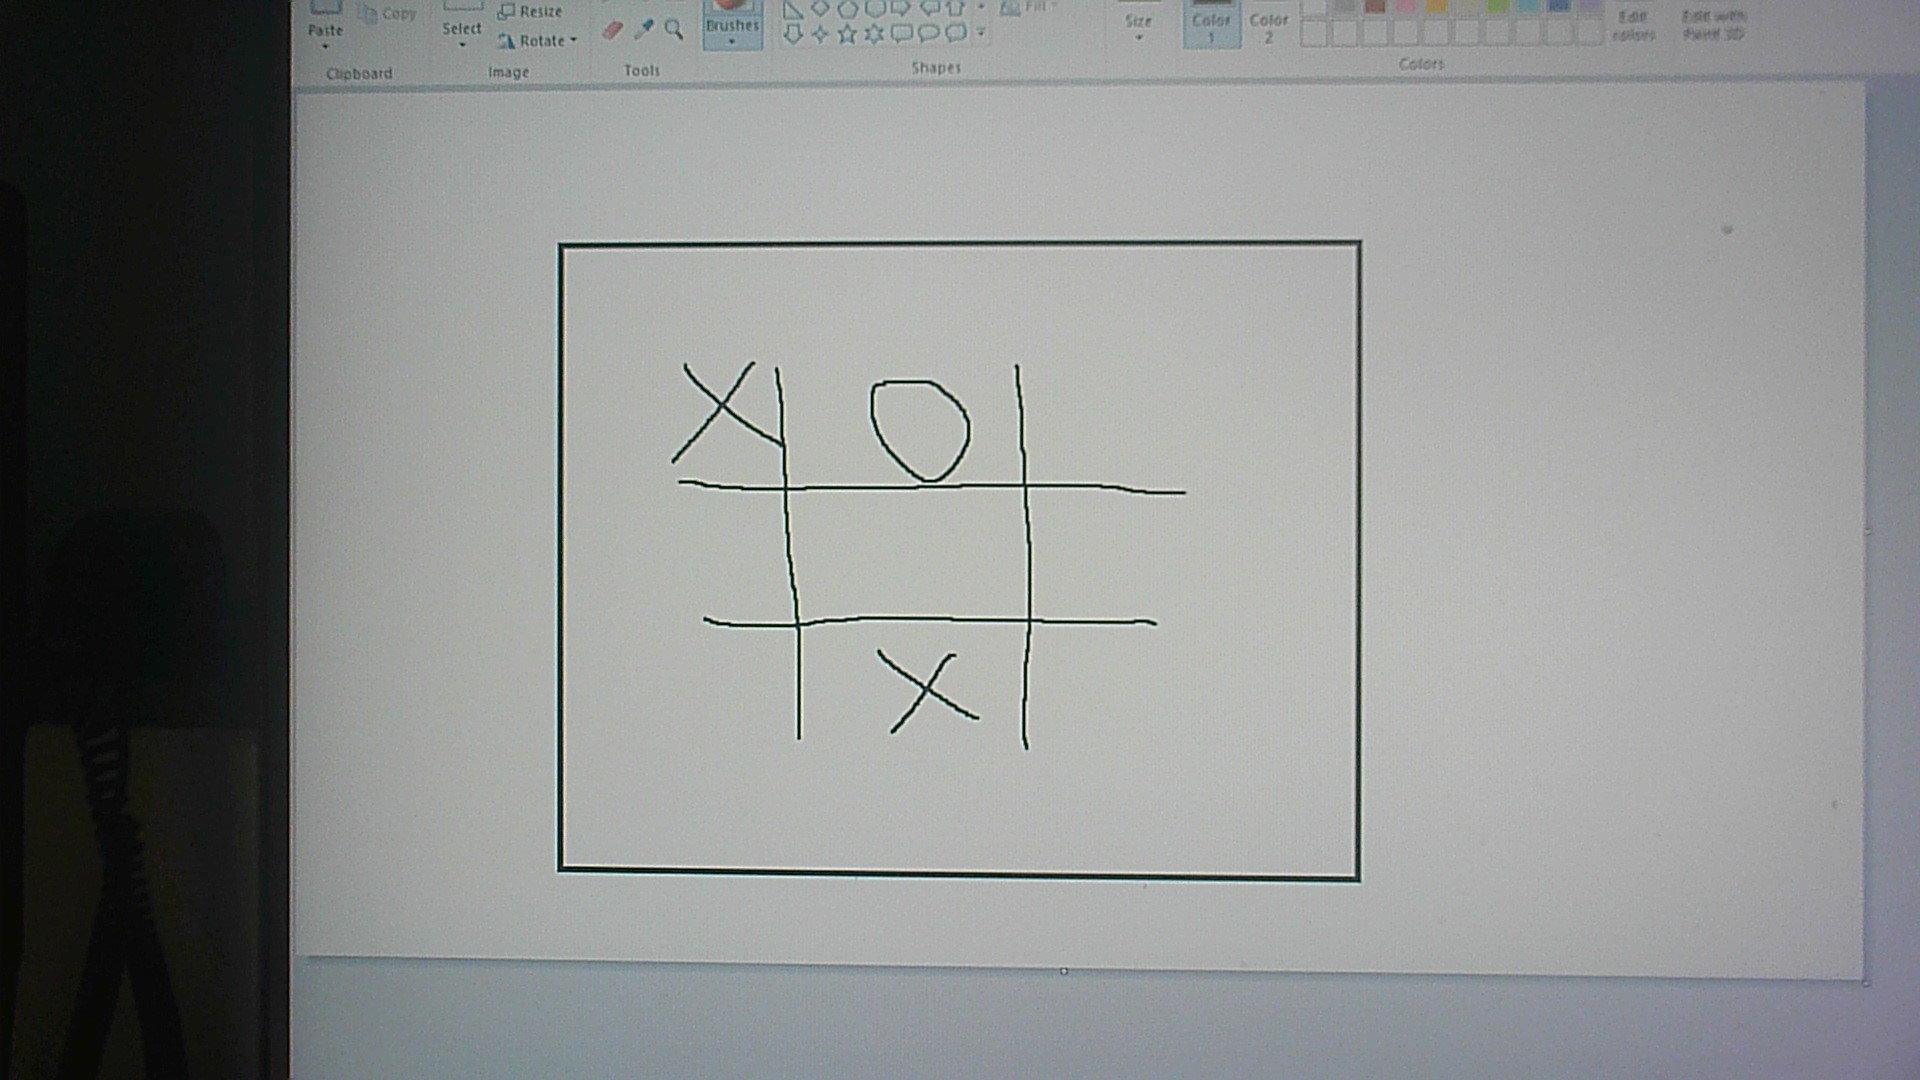 Paste
Copy
Select
Resize
Rotate
Brushes
Size
Color
1
Color
2
Edit
colors
Edit with
Paint 3D
Clipboard
Image
Tools
Shapes
Colors
Fill
X O
X